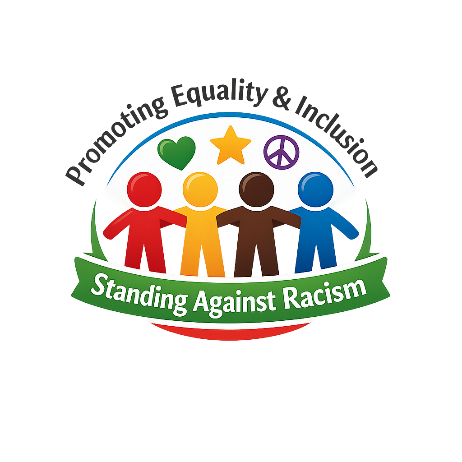 Promoting Equality & Inclusion
Standing Against Racism